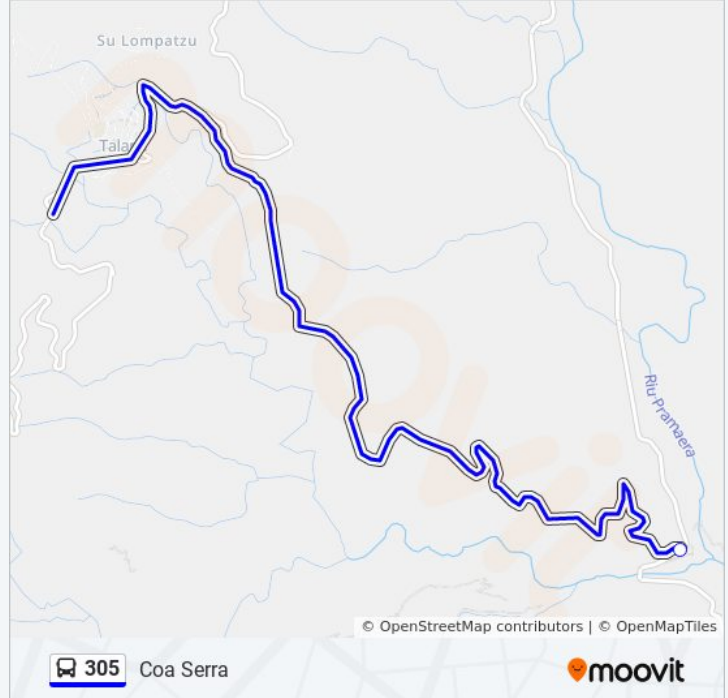 Su Lompatzu
Riu Pramaera
© OpenStreetMap contributors | © OpenMapTiles
305
Coa Serra
moovit